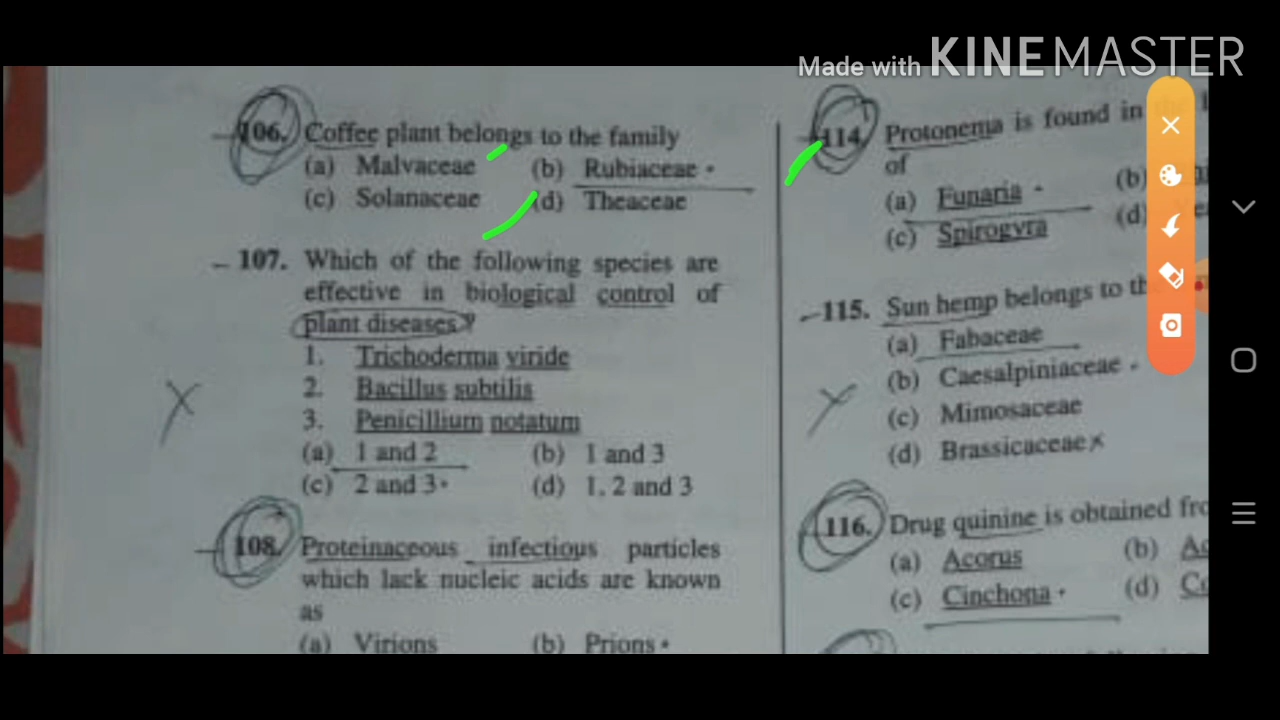 Made with KINEMASTER
106. Coffee plant belongs to the family
(a) Malvaceae (b) Rubiaceae
(c) Solanaceae (d) Theaceae
107. Which of the following species are
effective in biological control of
plant diseases?
1. Trichoderma viride
2. Bacillus subtilis
3. Penicillium notatum
(a) 1 and 2 (b) 1 and 3
(c) 2 and 3 (d) 1, 2 and 3
108. Proteinaceous infectious particles
which lack nucleic acids are known
as
(a) Virions (b) Prions
114. Protonema is found in
of
(a) Funaria (b)
(c) Spirogyra (d)
115. Sun hemp belongs to
(a) Fabaceae
(b) Caesalpiniaceae
(c) Mimosaceae
(d) Brassicaceae
116. Drug quinine is obtained
(a) Acorus (b)
(c) Cinchona (d)